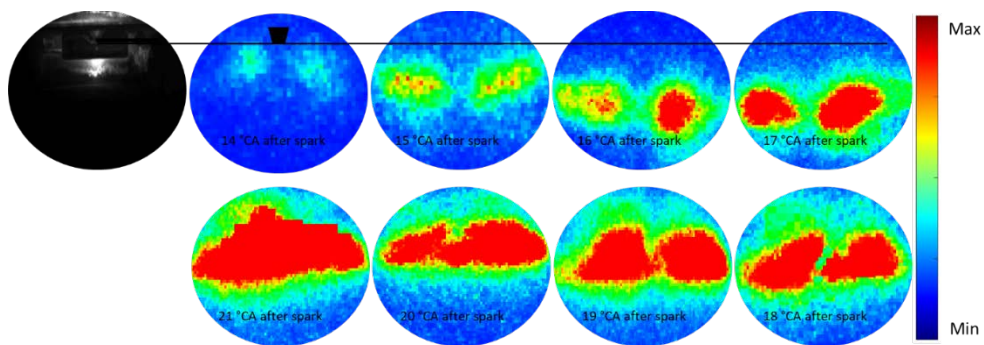 Max
14 °CA after spark
15 °CA after spark
16 °CA after spark
17 °CA after spark
21 °CA after spark
20 °CA after spark
19 °CA after spark
18 °CA after spark
Min